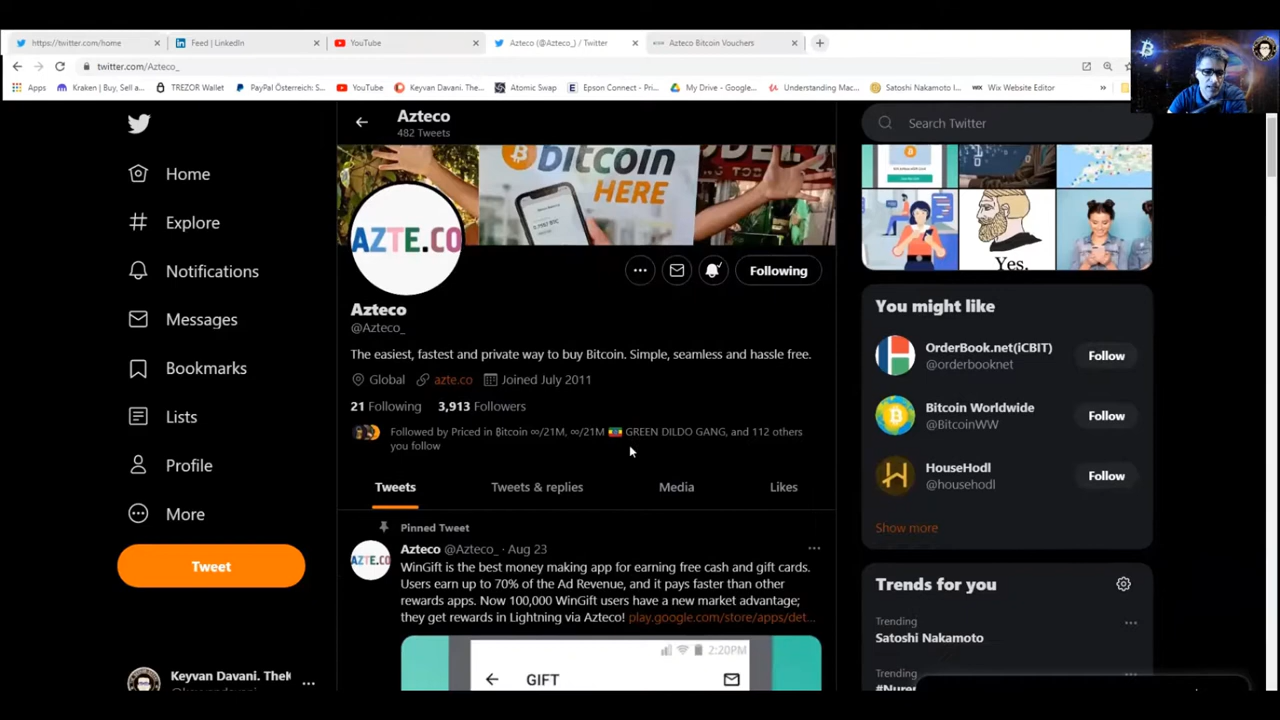 https://twitter.com/home
Feed | LinkedIn
YouTube
Azteco (@Azteco_) / Twitter
Azteco Bitcoin Vouchers
twitter.com/Azteco_
Apps
Kraken | Buy, Sell a...
TREZOR Wallet
PayPal Österreich: S...
YouTube
Keyvan Davani. The...
Atomic Swap
Epson Connect - Pri...
My Drive - Google...
Understanding Mac...
Satoshi Nakamoto I...
WIX Wix Website Editor
Home
Explore
Notifications
Messages
Bookmarks
Lists
Profile
More
Tweet
Keyvan Davani. TheK
Azteco
482 Tweets
bitcoin
HERE
AZTE.CO
Following
Azteco
@Azteco_
The easiest, fastest and private way to buy Bitcoin. Simple, seamless and hassle free.
Global azte.co Joined July 2011
21 Following 3,913 Followers
Followed by Priced in ₿itcoin ∞/21M, ∞/21M 🇪🇹 GREEN DILDO GANG, and 112 others
you follow
Tweets Tweets & replies Media Likes
Pinned Tweet
AZTE.CO
Azteco @Azteco_ · Aug 23
WinGift is the best money making app for earning free cash and gift cards.
Users earn up to 70% of the Ad Revenue, and it pays faster than other
rewards apps. Now 100,000 WinGift users have a new market advantage;
they get rewards in Lightning via Azteco! play.google.com/store/apps/det...
2:20PM
GIFT
Search Twitter
Yes.
You might like
OrderBook.net(iCBIT)
@orderbooknet
Follow
Bitcoin Worldwide
@BitcoinWW
Follow
HouseHodl
@househodl
Follow
Show more
Trends for you
Trending
Satoshi Nakamoto
Trending